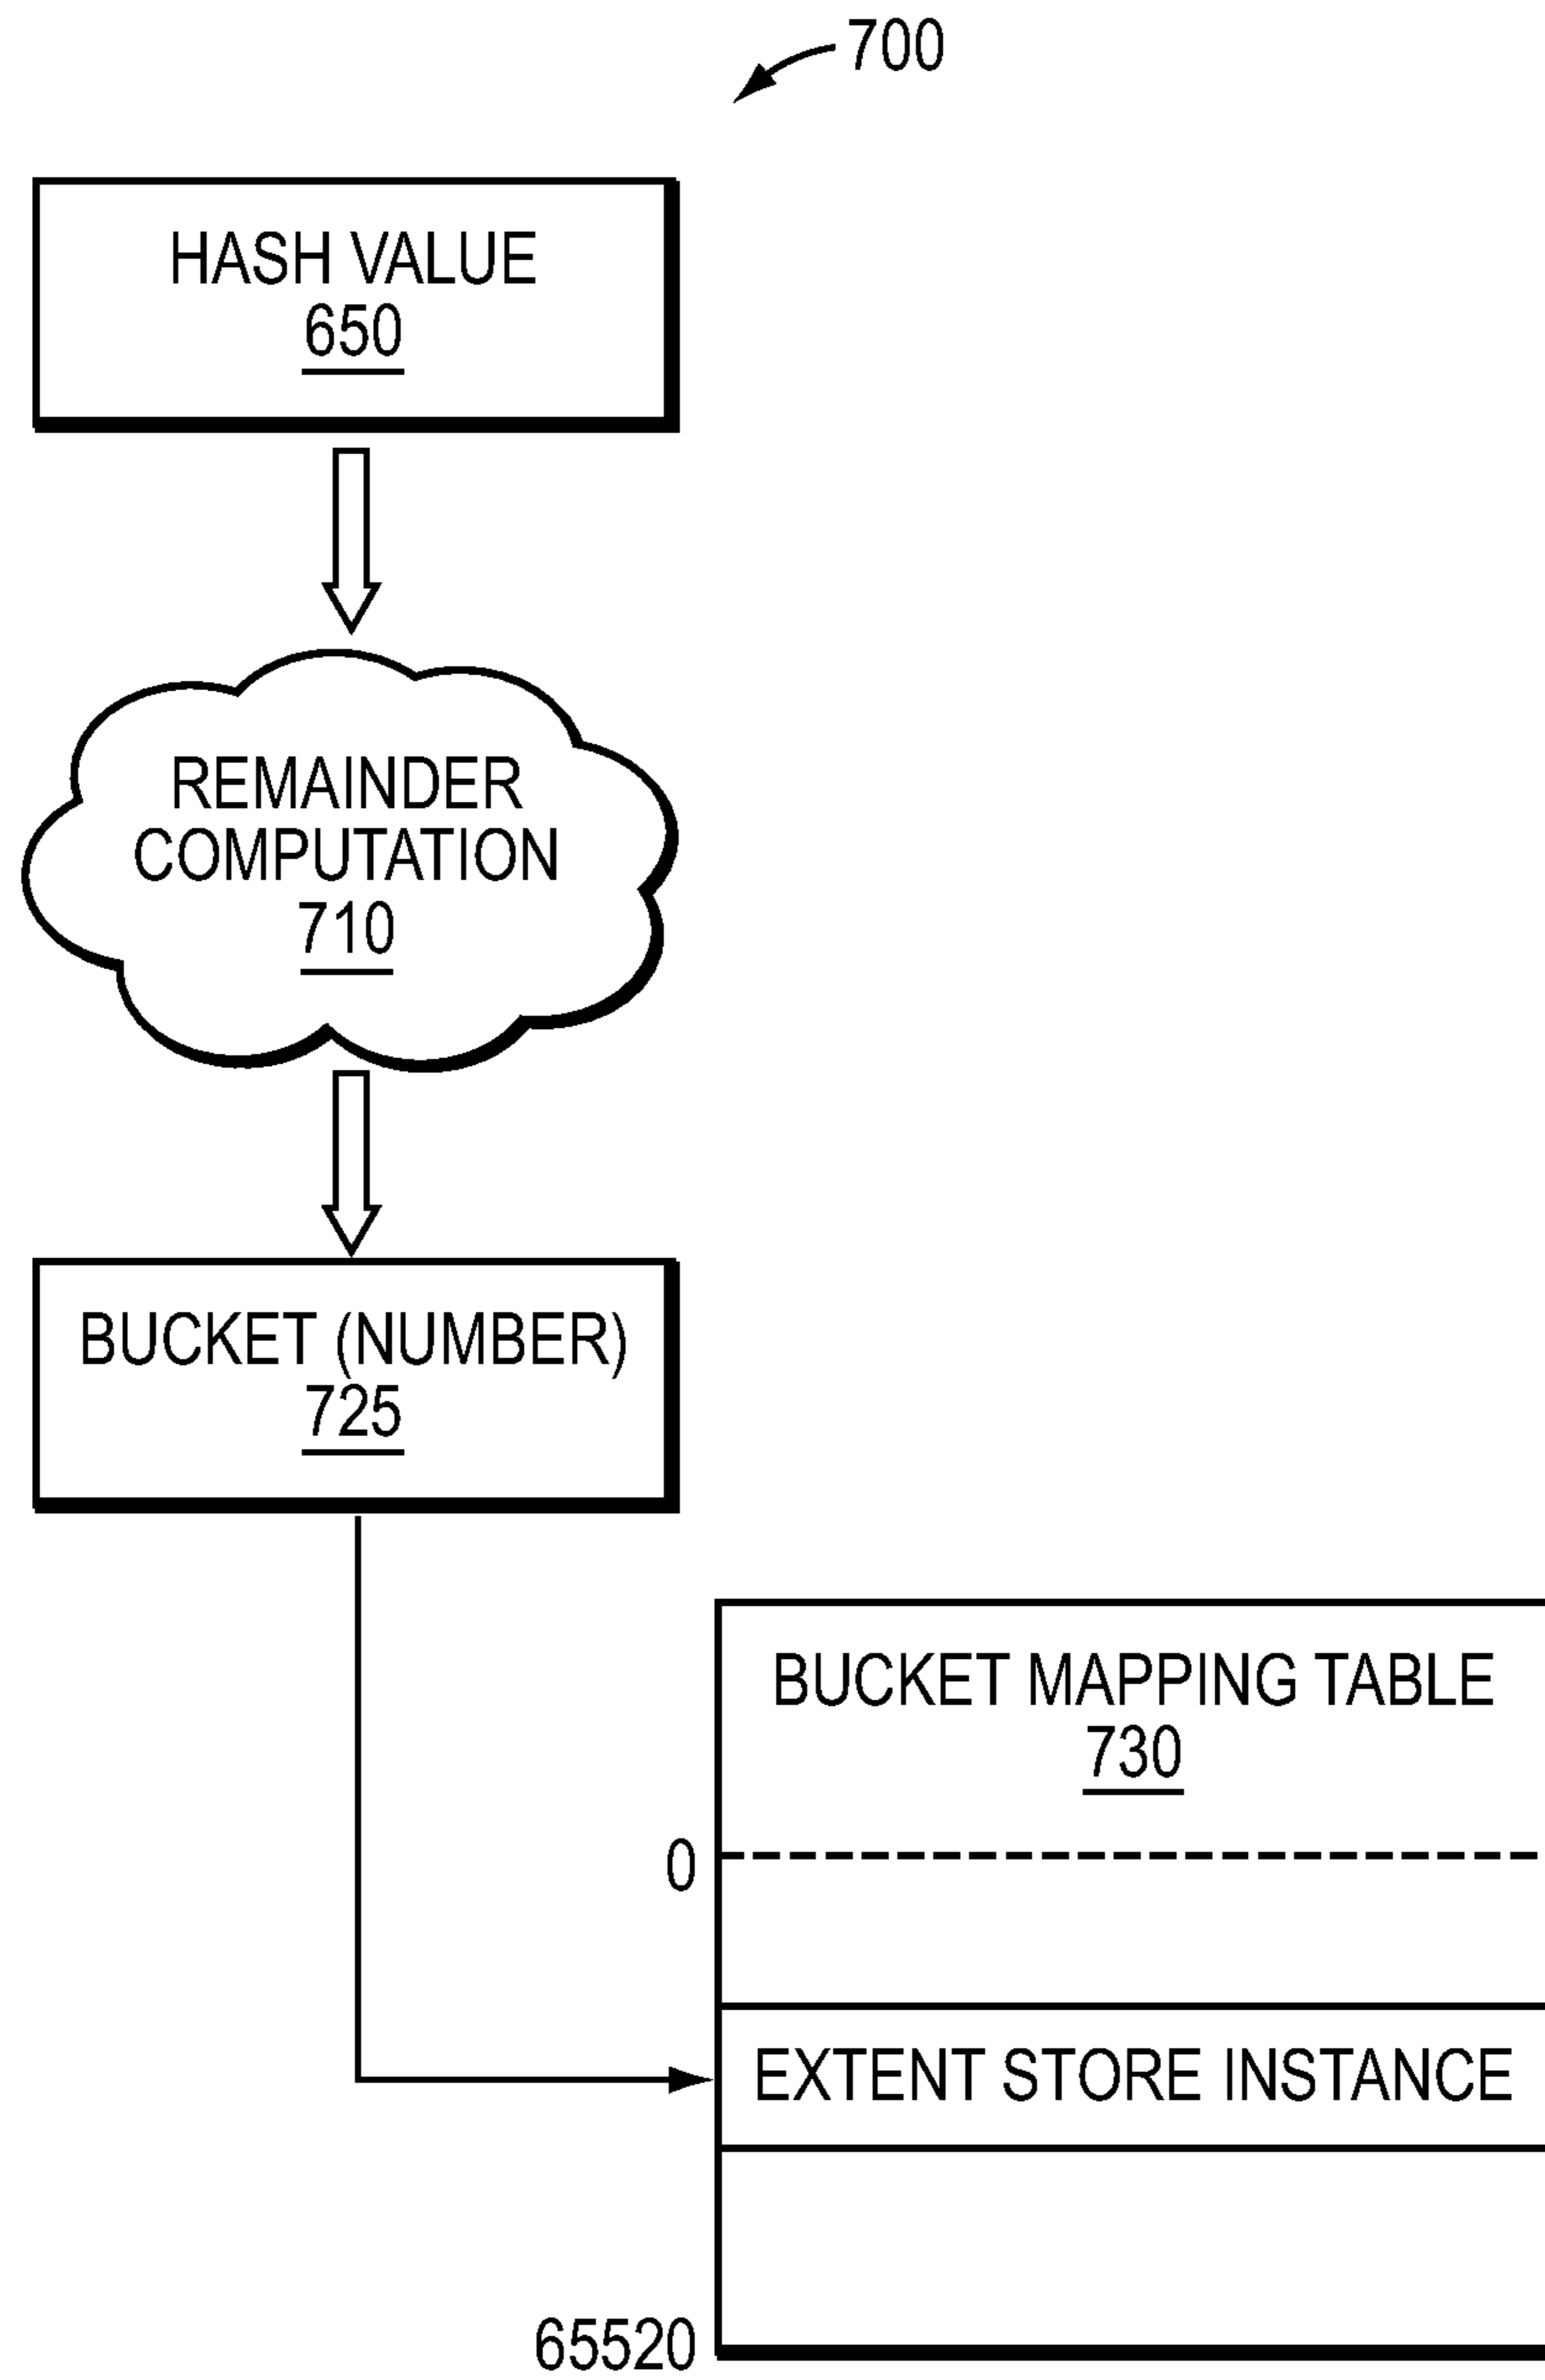 700
HASH VALUE
650
REMAINDER
COMPUTATION
710
BUCKET (NUMBER)
725
BUCKET MAPPING TABLE
730
0
EXTENT STORE INSTANCE
65520